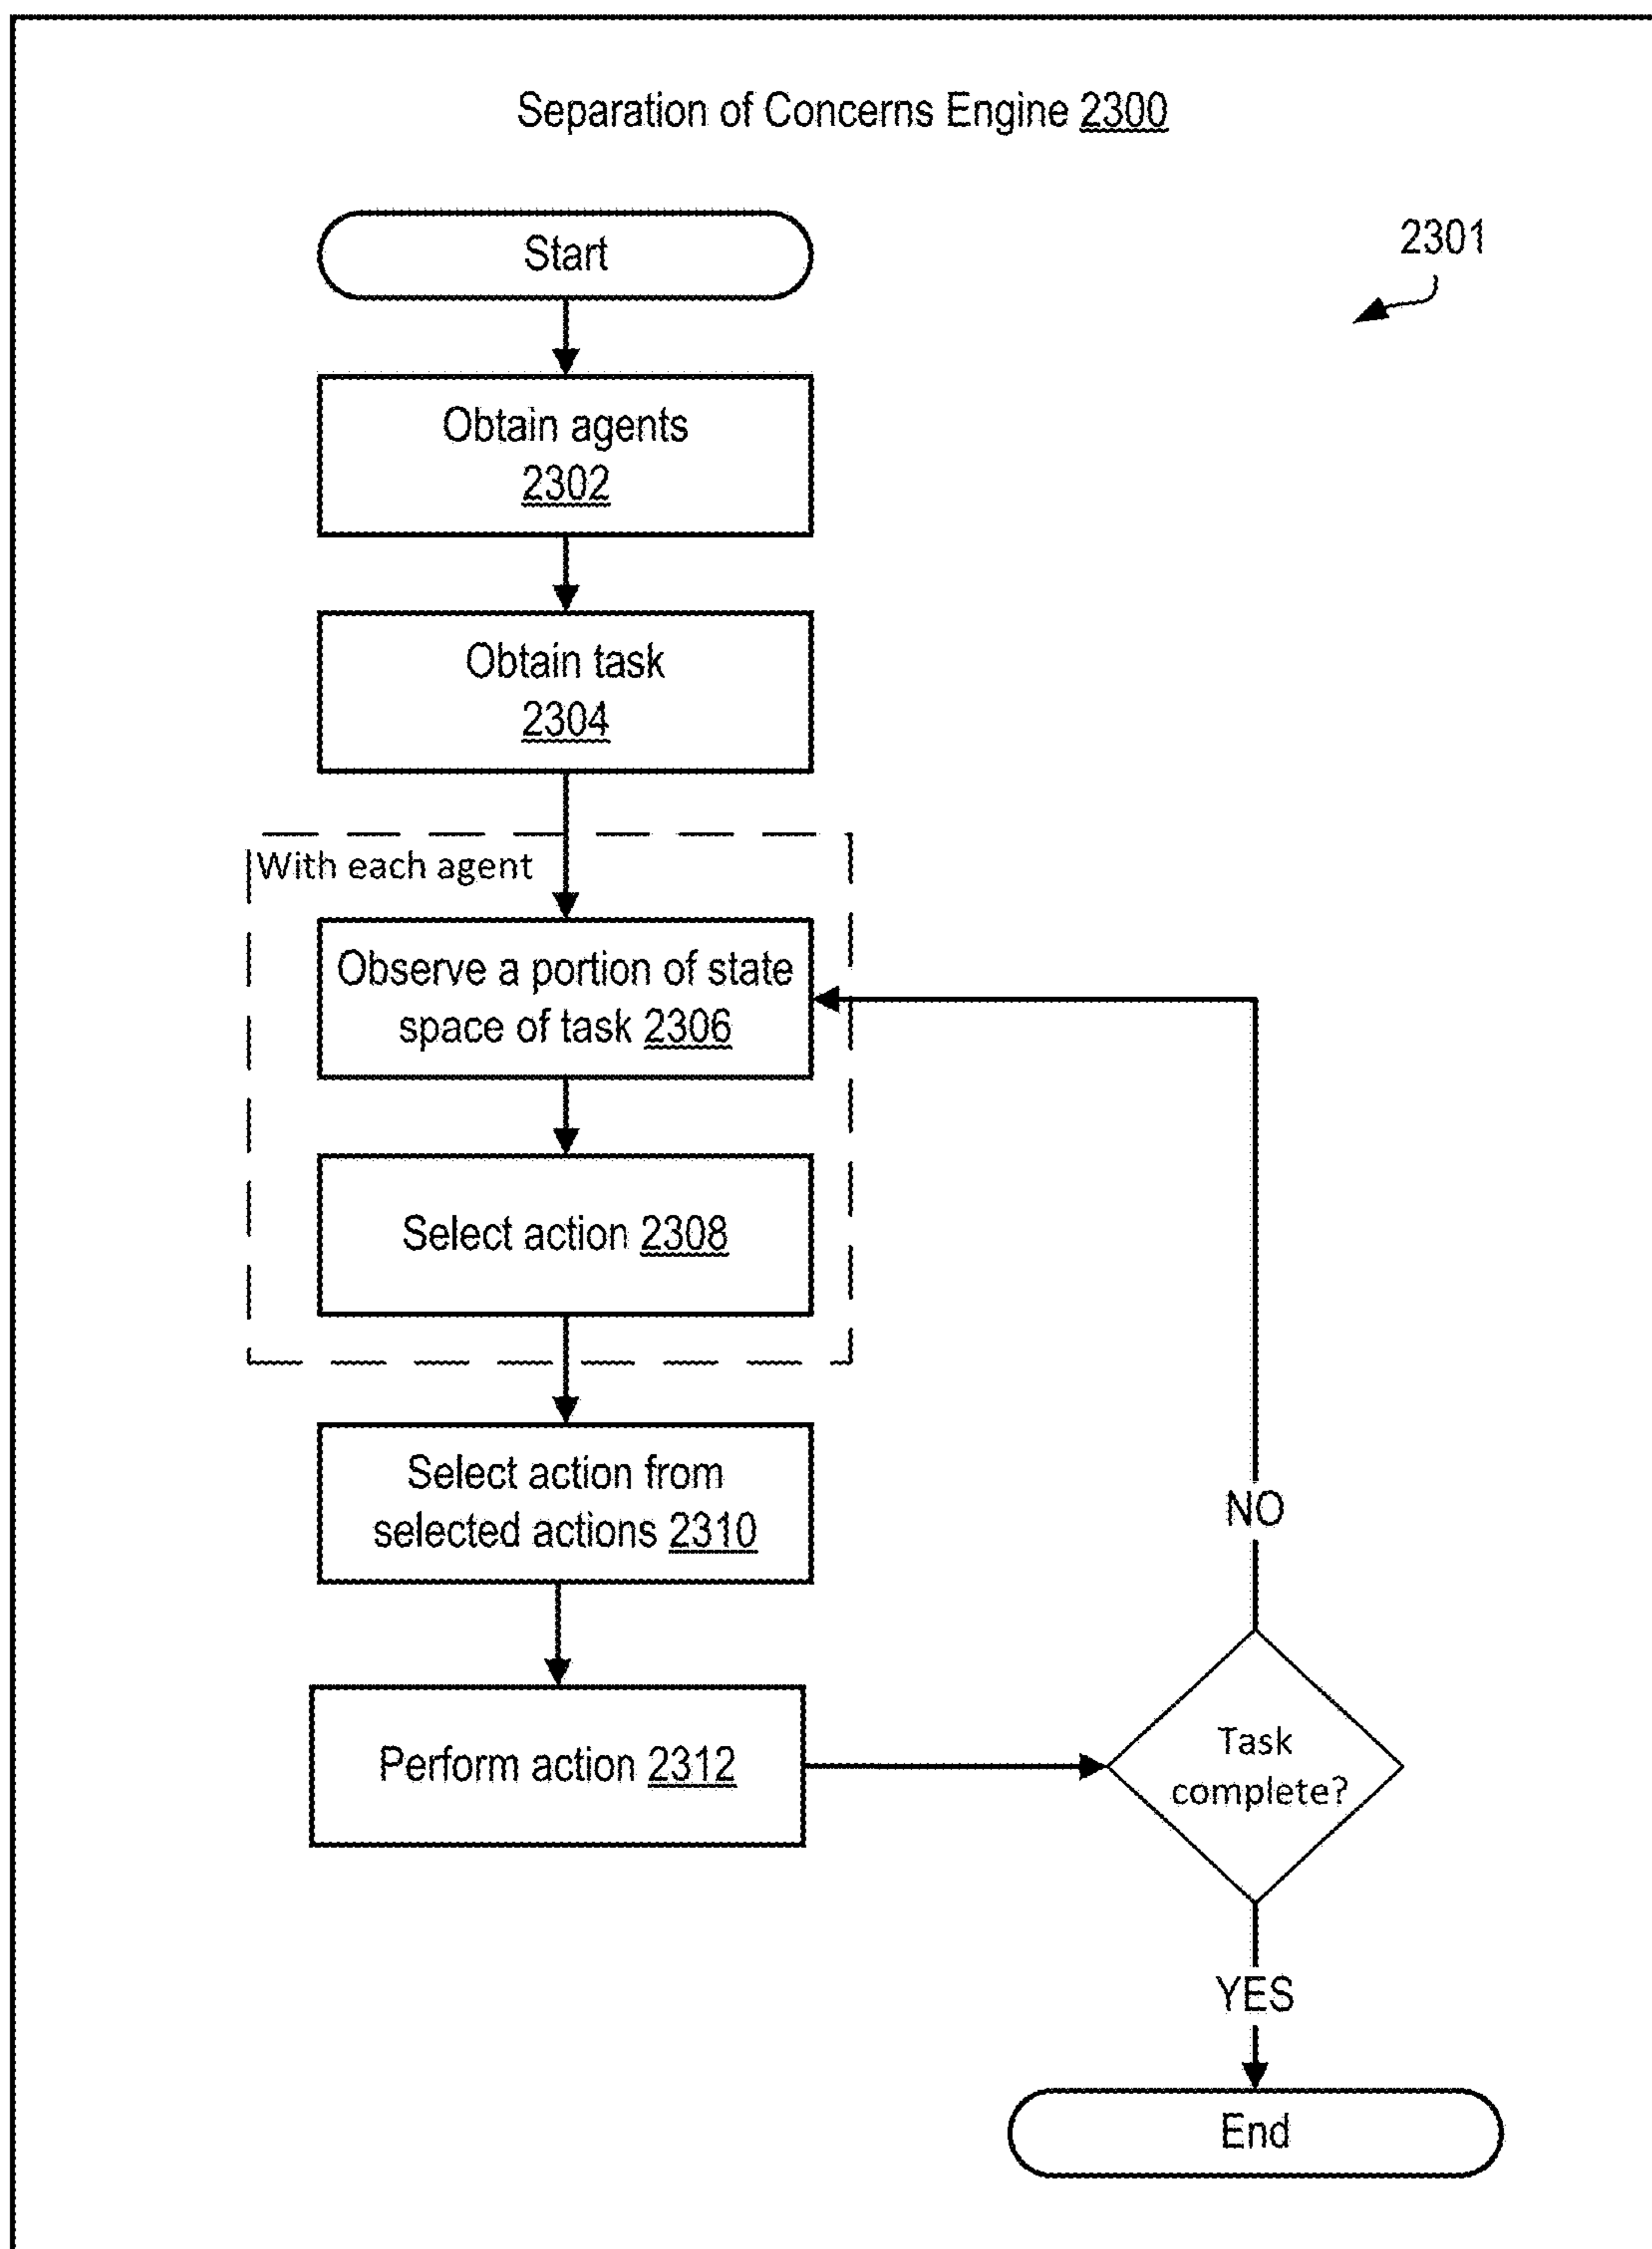 Separation of Concerns Engine 2300
2301
Start
Obtain agents
2302
Obtain task
2304
With each agent
Observe a portion of state
space of task 2306
Select action 2308
Select action from
selected actions 2310
NO
Perform action 2312
Task
complete?
YES
End